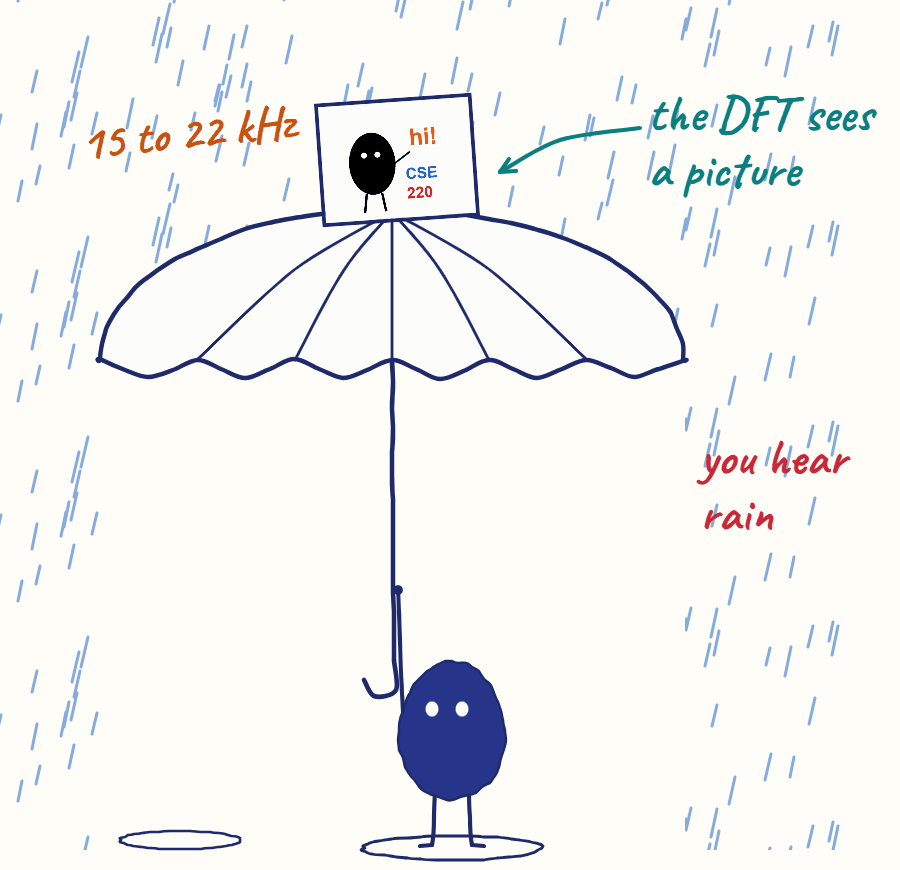 15 to 22 kHz
hi!
CSE
220
the DFT sees
a picture
you hear
rain